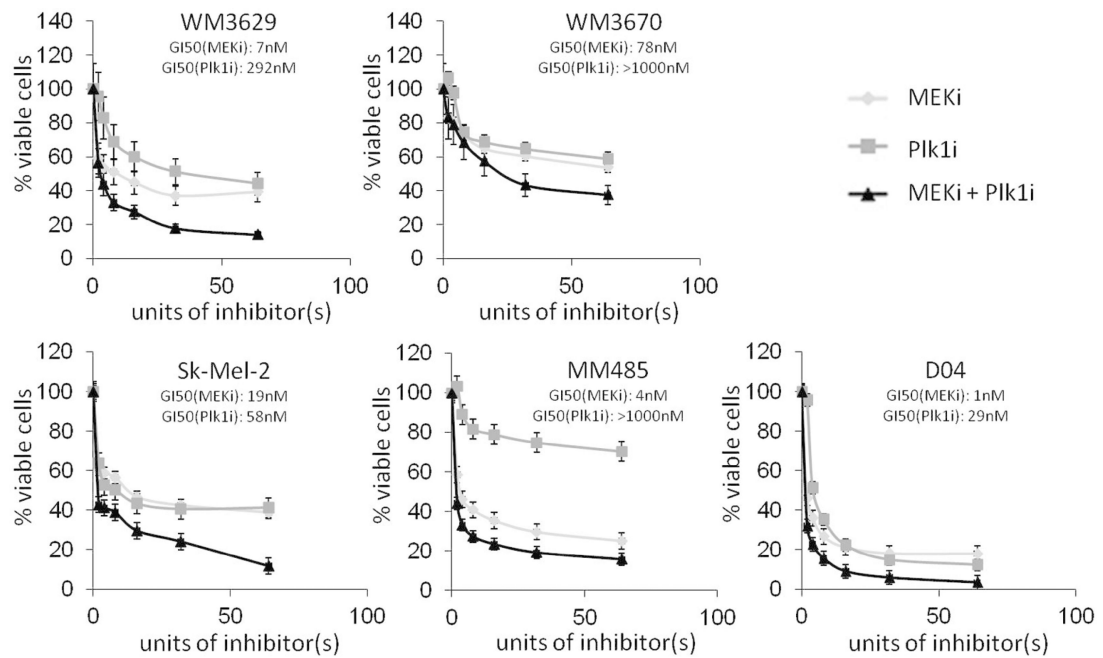 WM3629
GI50(MEKi): 7nM
GI50(Plk1i): 292nM
% viable cells
140
120
100
80
60
40
20
0
0 50 100
units of inhibitor(s)
WM3670
GI50(MEKi): 78nM
GI50(Plk1i): >1000nM
% viable cells
140
120
100
80
60
40
20
0
0 50 100
units of inhibitor(s)
MEKi
Plk1i
MEKi + Plk1i
Sk-Mel-2
GI50(MEKi): 19nM
GI50(Plk1i): 58nM
% viable cells
120
100
80
60
40
20
0
0 50 100
units of inhibitor(s)
MM485
GI50(MEKi): 4nM
GI50(Plk1i): >1000nM
% viable cells
120
100
80
60
40
20
0
0 50 100
units of inhibitor(s)
D04
GI50(MEKi): 1nM
GI50(Plk1i): 29nM
% viable cells
120
100
80
60
40
20
0
0 50 100
units of inhibitor(s)